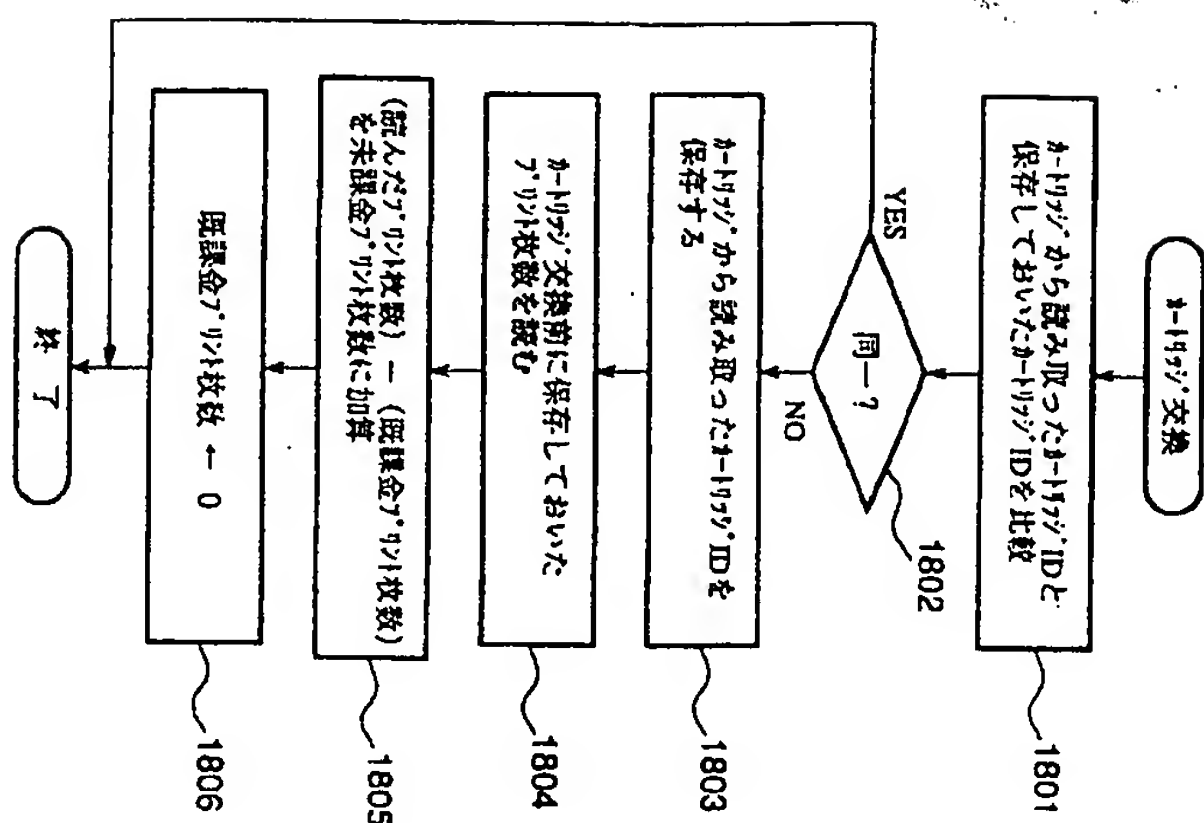 カートリッジ交換
カートリッジから読み取ったカートリッジIDと
保存しておいたカートリッジIDを比較
1801
同一?
1802
YES
NO
カートリッジから読み取ったカートリッジIDを
保存する
1803
カートリッジ交換前に保存しておいた
プリント枚数を読む
1804
(読んだプリント枚数) − (既課金プリント枚数)
を未課金プリント枚数に加算
1805
既課金プリント枚数 ← 0
1806
終 了